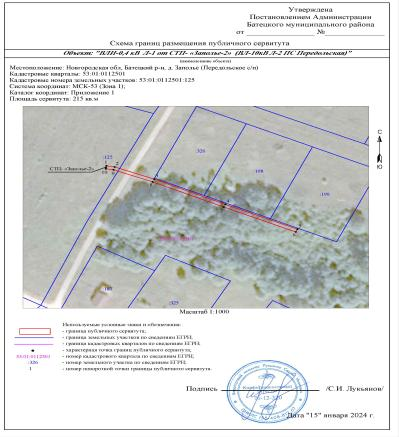 Утверждена
Постановлением Администрации
Батецкого муниципального района
от № 
Схема границ размещения публичного сервитута
Объект: "ВЛИ-0,4 кВ Л-1 от СТП- «Заполье-2» (ВЛ-10кВ Л-2 ПС Передольская)"
наименование объекта
Местоположение: Новгородская обл, Батецкий р-н, д. Заполье (Передольское с/п)
Кадастровые кварталы: 53:01:0112501
Кадастровые номера земельных участков: 53:01:0112501:125
Система координат: МСК-53 (Зона 1);
Каталог координат: Приложение 1
Площадь сервитута: 215 кв.м
С
Ю
:326
:125
СТП- «Заполье-2»
:325
Масштаб 1:1000
Используемые условные знаки и обозначения:
- граница публичного сервитута;
- граница земельных участков по сведениям ЕГРН;
- граница кадастровых кварталов по сведениям ЕГРН;
- характерная точка границ публичного сервитута;
53:01:0112501 - номер кадастрового квартала по сведениям ЕГРН;
:326 - номер земельного участка по сведениям ЕГРН;
1 - номер поворотной точки границы публичного сервитута.
Подпись /С.И. Лукьянов/
Дата "15" января 2024 г.